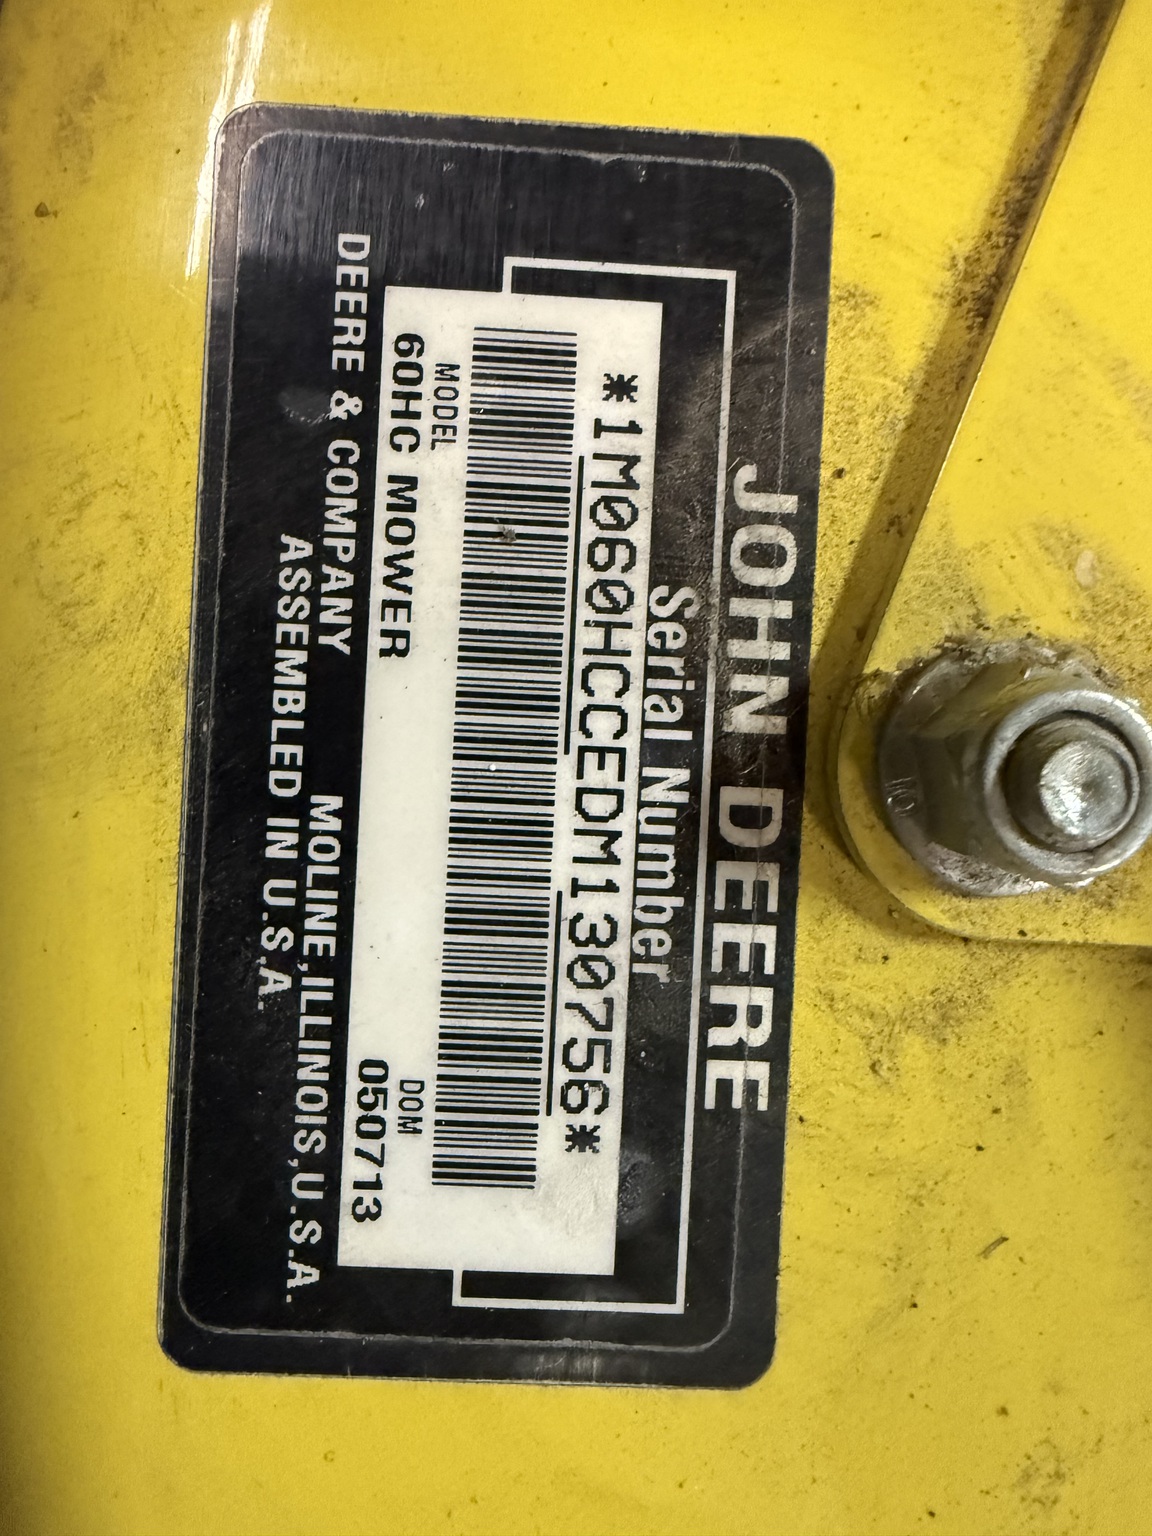 JOHN DEERE
Serial Number
*1M060HCCEDM130756*
MODEL
60HC MOWER
DOM
050713
DEERE & COMPANY MOLINE, ILLINOIS, U.S.A.
ASSEMBLED IN U.S.A.